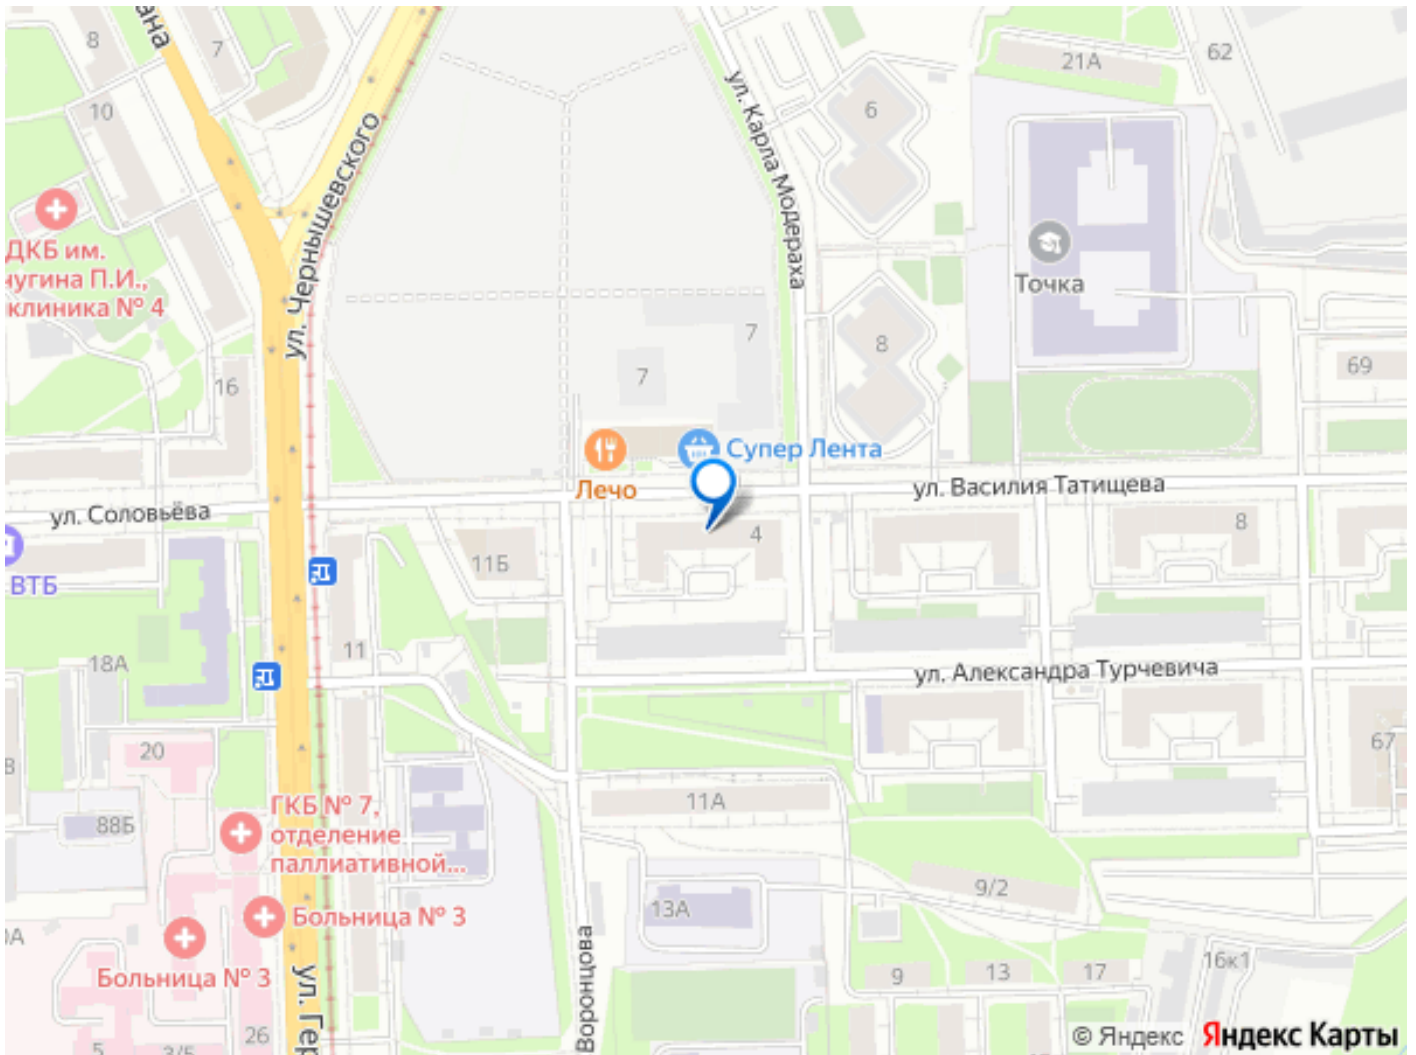 8
7
10
ул. Чернышевского
ул. Карла Модераха
6
21А
62
ДКБ им.
клиника № 4
16
7
7
8
Точка
69
Лечо
Супер Лента
ул. Соловьёва
ул. Василия Татищева
ВТБ
11Б
4
8
11
18А
ул. Александра Турчевича
20
67
11А
88Б
ГКБ № 7,
отделение
паллиативной...
Больница № 3
Больница № 3
13А
9/2
Воронцова
9
13
17
16к1
26
5
© Яндекс Яндекс Карты